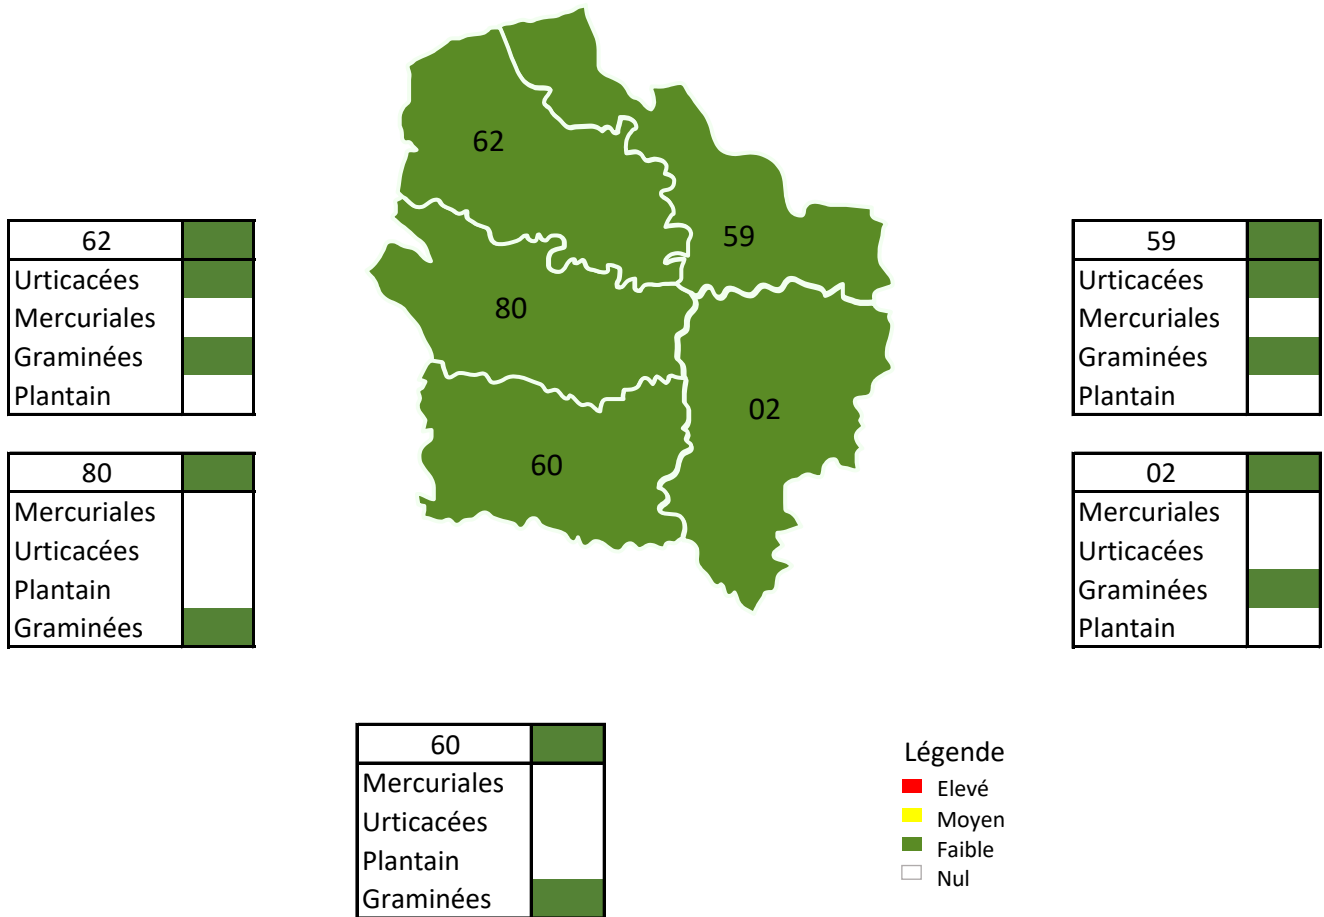 62
59
80
02
60
62
Urticacées
Mercuriales
Graminées
Plantain
59
Urticacées
Mercuriales
Graminées
Plantain
80
Mercuriales
Urticacées
Plantain
Graminées
02
Mercuriales
Urticacées
Graminées
Plantain
60
Mercuriales
Urticacées
Plantain
Graminées
Légende
Elevé
Moyen
Faible
Nul